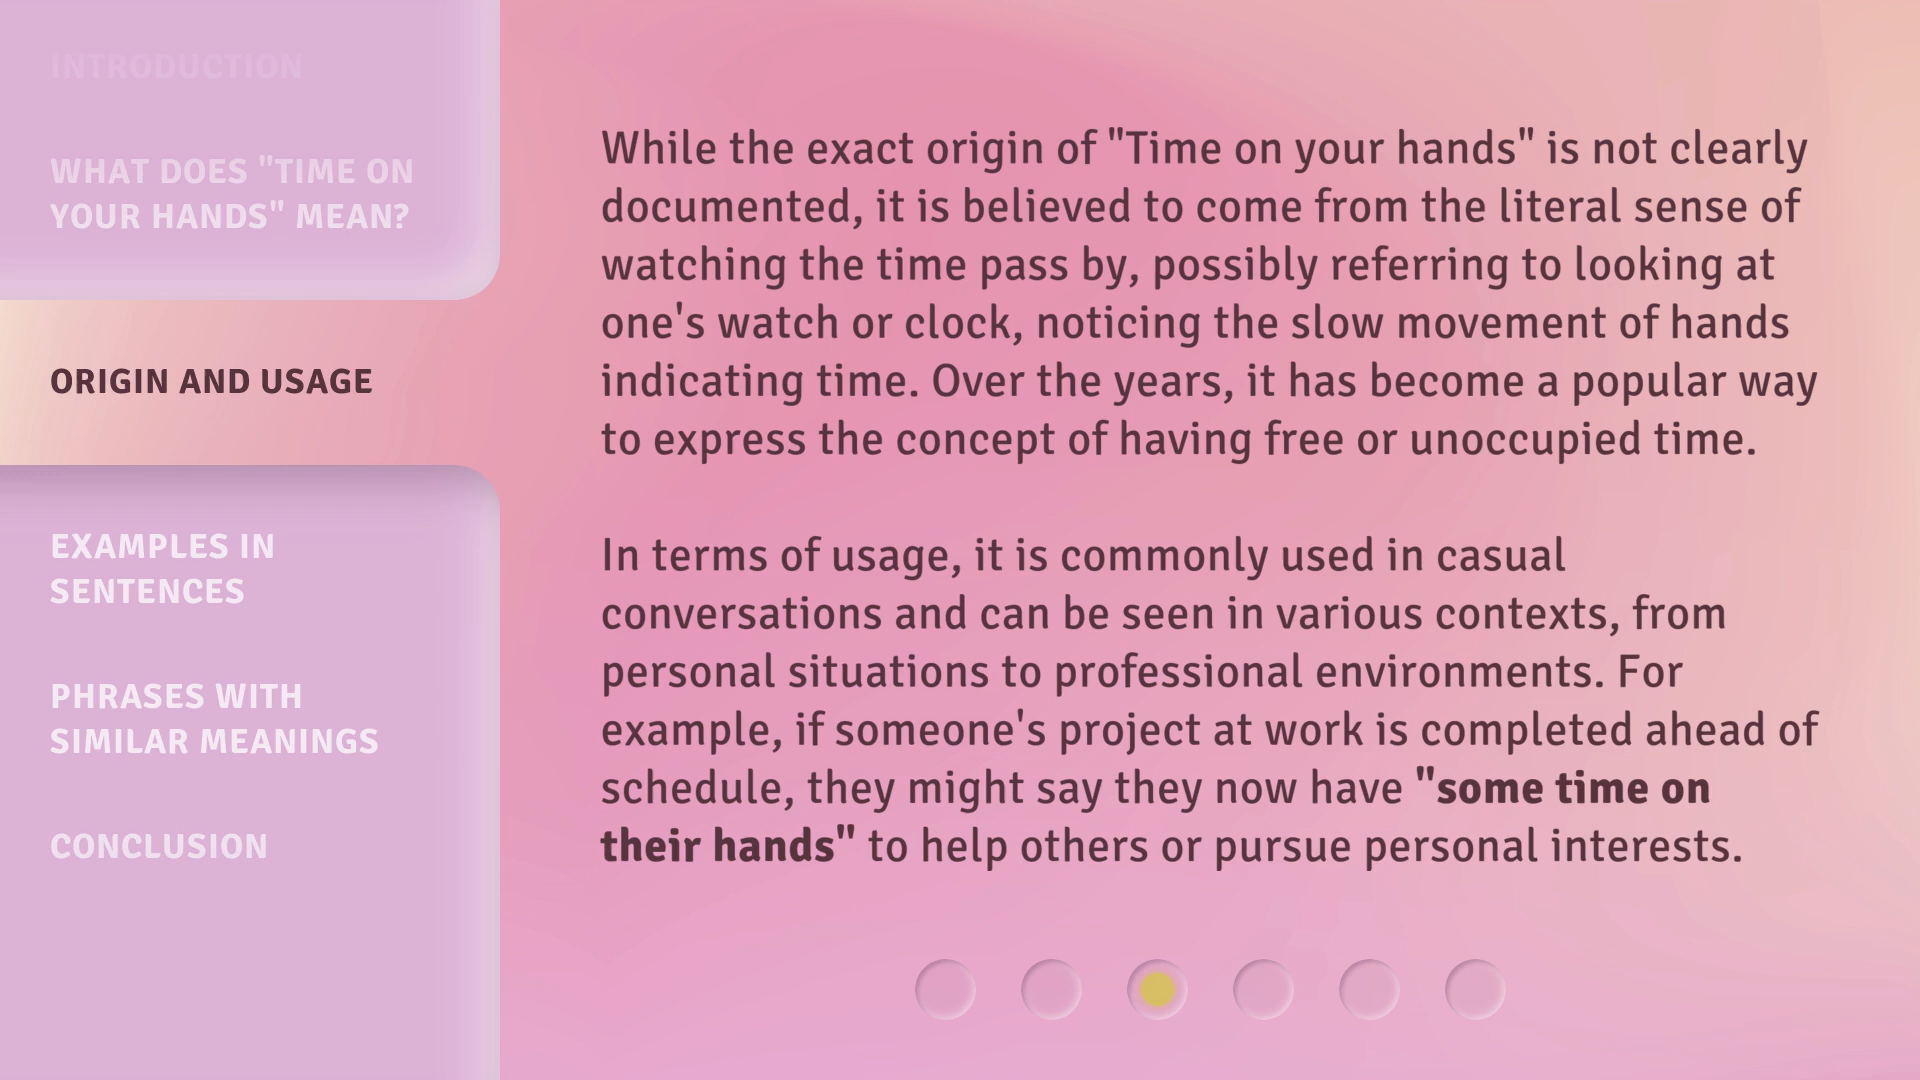 INTRODUCTION
WHAT DOES "TIME ON
YOUR HANDS" MEAN?
ORIGIN AND USAGE
EXAMPLES IN
SENTENCES
PHRASES WITH
SIMILAR MEANINGS
CONCLUSION
While the exact origin of "Time on your hands" is not clearly
documented, it is believed to come from the literal sense of
watching the time pass by, possibly referring to looking at
one's watch or clock, noticing the slow movement of hands
indicating time. Over the years, it has become a popular way
to express the concept of having free or unoccupied time.
In terms of usage, it is commonly used in casual
conversations and can be seen in various contexts, from
personal situations to professional environments. For
example, if someone's project at work is completed ahead of
schedule, they might say they now have "some time on
their hands" to help others or pursue personal interests.